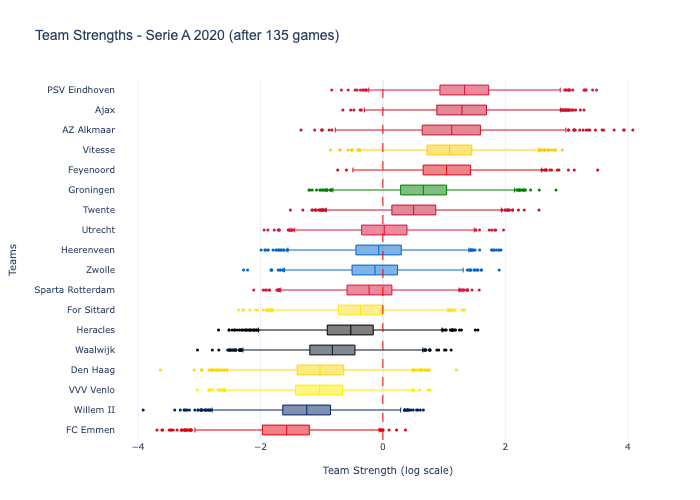 Team Strengths - Serie A 2020 (after 135 games)
PSV Eindhoven
Ajax
AZ Alkmaar
Vitesse
Feyenoord
Groningen
Twente
Utrecht
Heerenveen
Zwolle
Sparta Rotterdam
For Sittard
Heracles
Waalwijk
Den Haag
VVV Venlo
Willem II
FC Emmen
Teams
−4 −2 0 2 4
Team Strength (log scale)